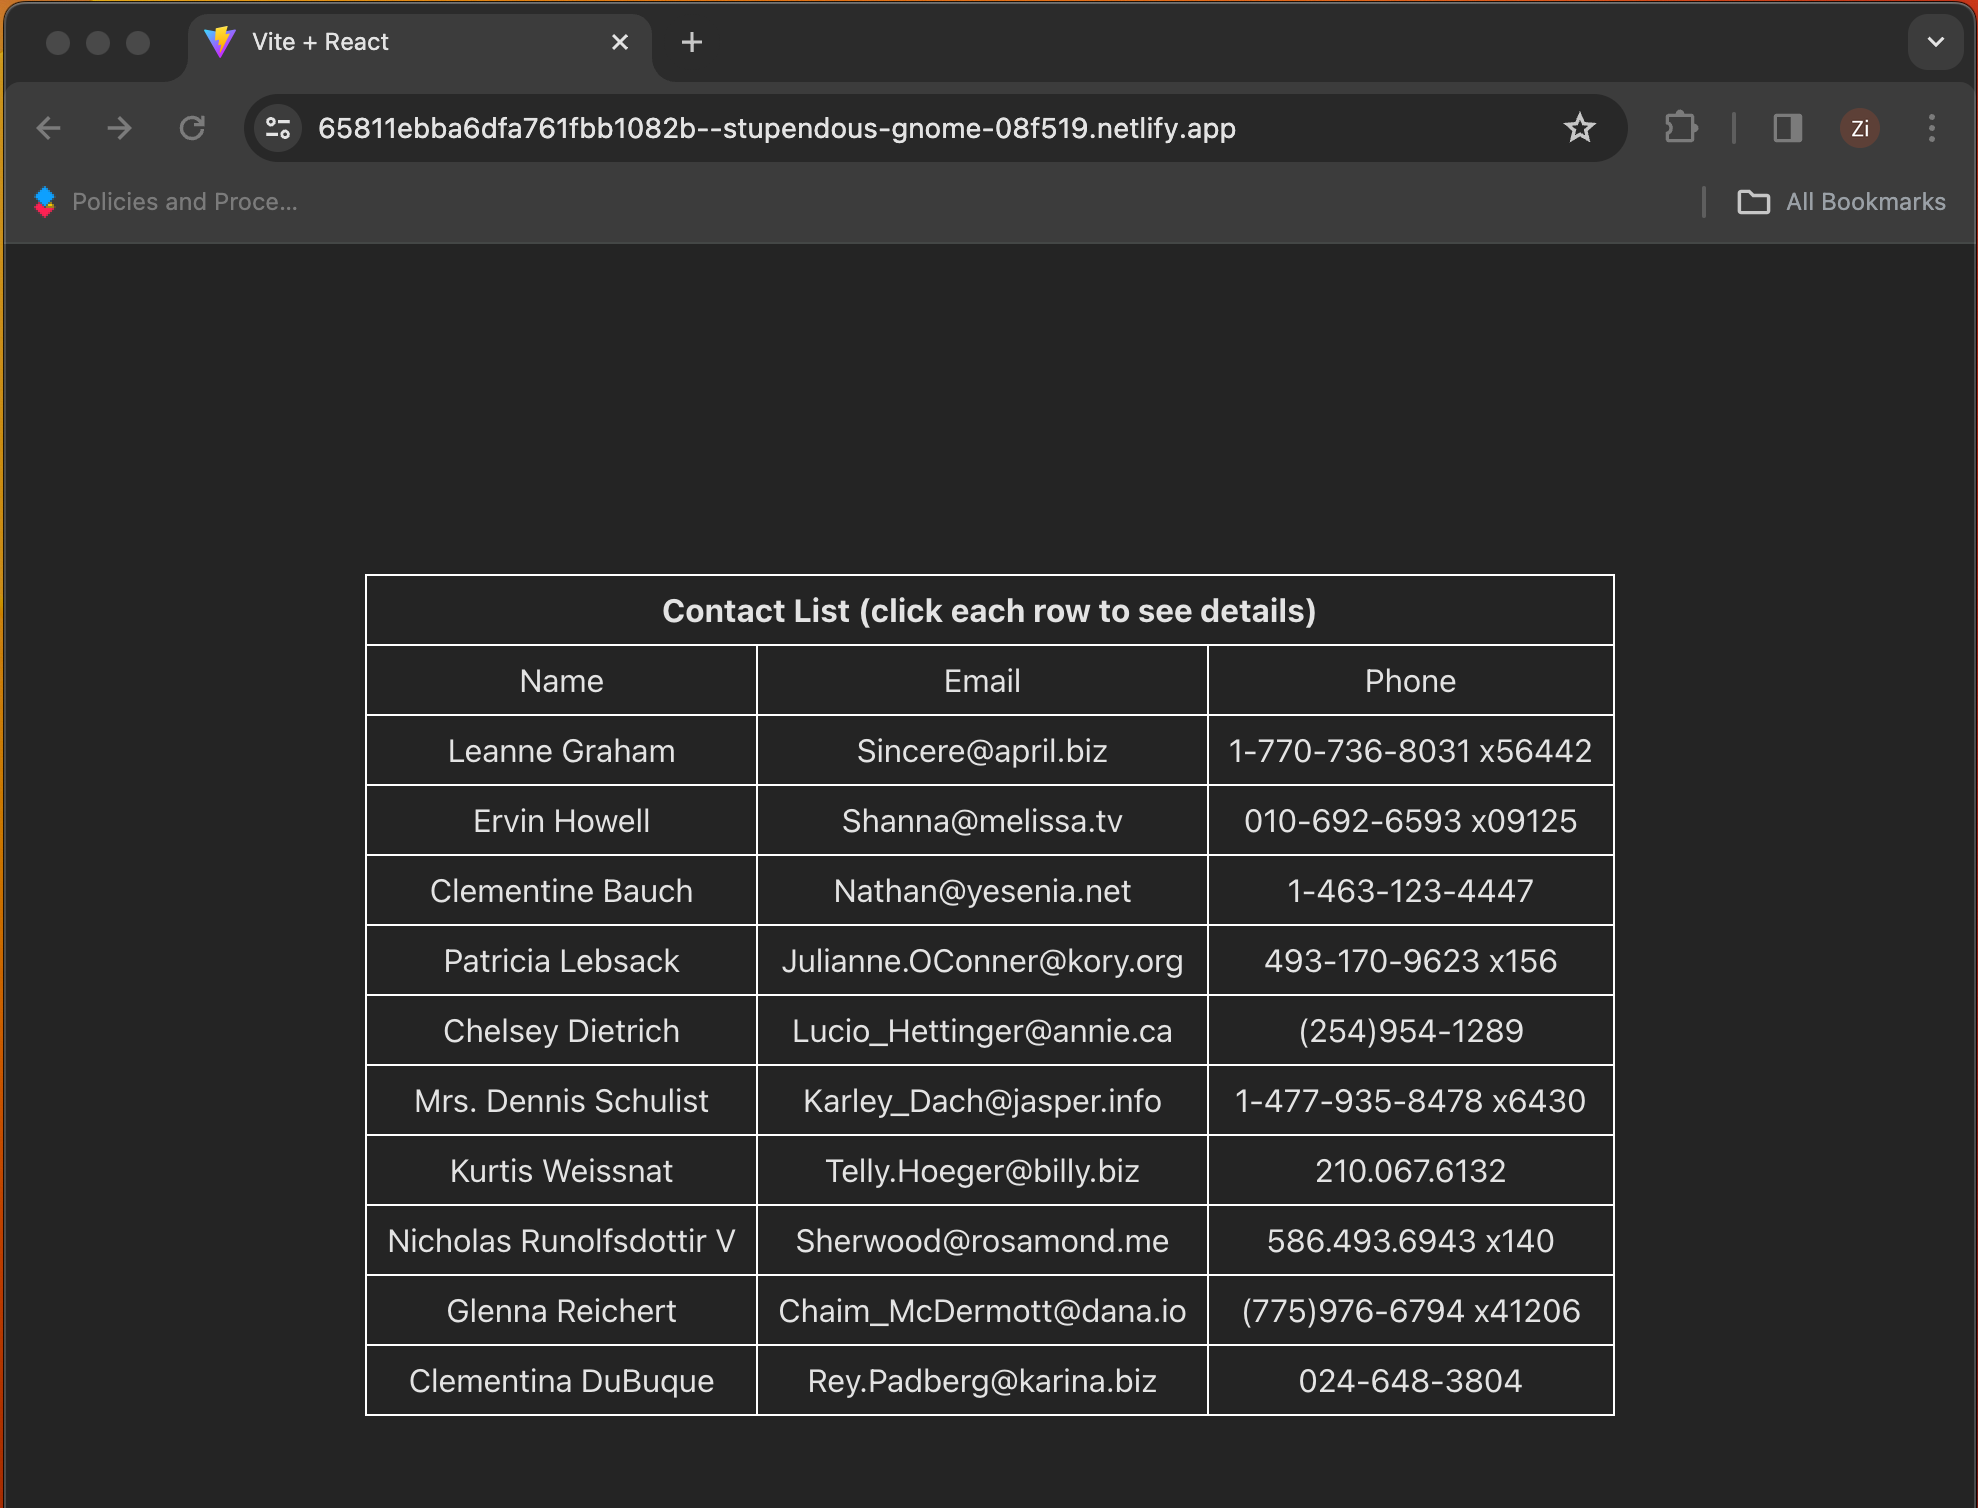 Vite + React
65811ebba6dfa761fbb1082b--stupendous-gnome-08f519.netlify.app
Zi
Policies and Proce...
All Bookmarks
Contact List (click each row to see details)
Name Email Phone
Leanne Graham Sincere@april.biz 1-770-736-8031 x56442
Ervin Howell Shanna@melissa.tv 010-692-6593 x09125
Clementine Bauch Nathan@yesenia.net 1-463-123-4447
Patricia Lebsack Julianne.OConner@kory.org 493-170-9623 x156
Chelsey Dietrich Lucio_Hettinger@annie.ca (254)954-1289
Mrs. Dennis Schulist Karley_Dach@jasper.info 1-477-935-8478 x6430
Kurtis Weissnat Telly.Hoeger@billy.biz 210.067.6132
Nicholas Runolfsdottir V Sherwood@rosamond.me 586.493.6943 x140
Glenna Reichert Chaim_McDermott@dana.io (775)976-6794 x41206
Clementina DuBuque Rey.Padberg@karina.biz 024-648-3804